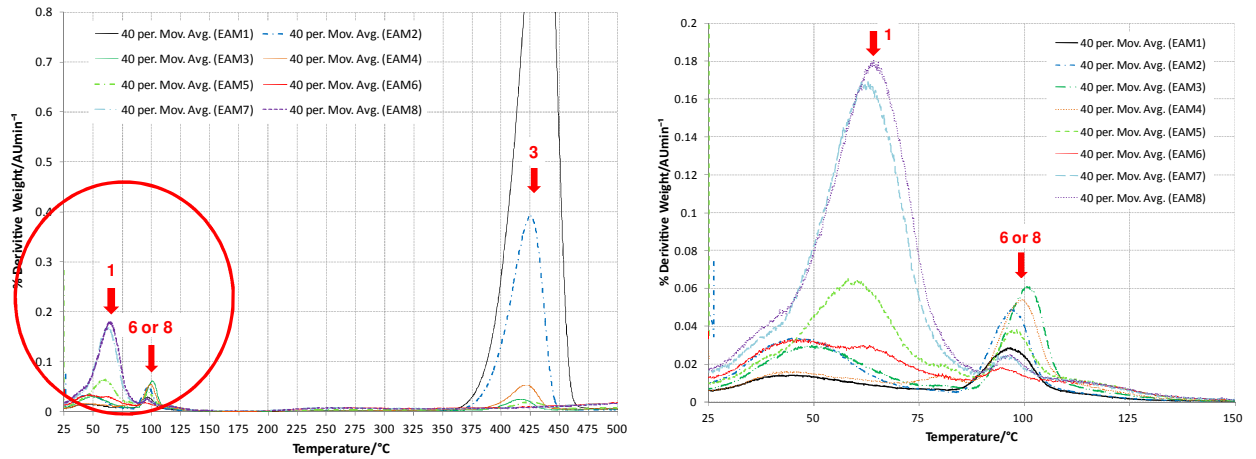 0.8
0.7
0.6
0.5
0.4
0.3
0.2
0.1
0
% Derivitive Weight/AUmin⁻¹
40 per. Mov. Avg. (EAM1)
40 per. Mov. Avg. (EAM2)
40 per. Mov. Avg. (EAM3)
40 per. Mov. Avg. (EAM4)
40 per. Mov. Avg. (EAM5)
40 per. Mov. Avg. (EAM6)
40 per. Mov. Avg. (EAM7)
40 per. Mov. Avg. (EAM8)
3
1
6 or 8
25 50 75 100 125 150 175 200 225 250 275 300 325 350 375 400 425 450 475 500
Temperature/°C
0.2
0.18
0.16
0.14
0.12
0.1
0.08
0.06
0.04
0.02
0
% Derivitive Weight/AUmin⁻¹
1
40 per. Mov. Avg. (EAM1)
40 per. Mov. Avg. (EAM2)
40 per. Mov. Avg. (EAM3)
40 per. Mov. Avg. (EAM4)
40 per. Mov. Avg. (EAM5)
40 per. Mov. Avg. (EAM6)
40 per. Mov. Avg. (EAM7)
40 per. Mov. Avg. (EAM8)
6 or 8
25 50 75 100 125 150
Temperature/°C